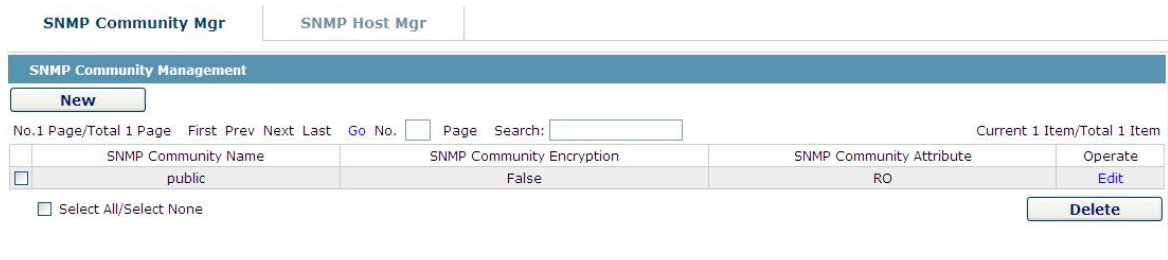 SNMP Community Mgr SNMP Host Mgr
SNMP Community Management
New
No.1 Page/Total 1 Page First Prev Next Last Go No. Page Search: Current 1 Item/Total 1 Item
SNMP Community Name SNMP Community Encryption SNMP Community Attribute Operate
public False RO Edit
Select All/Select None Delete